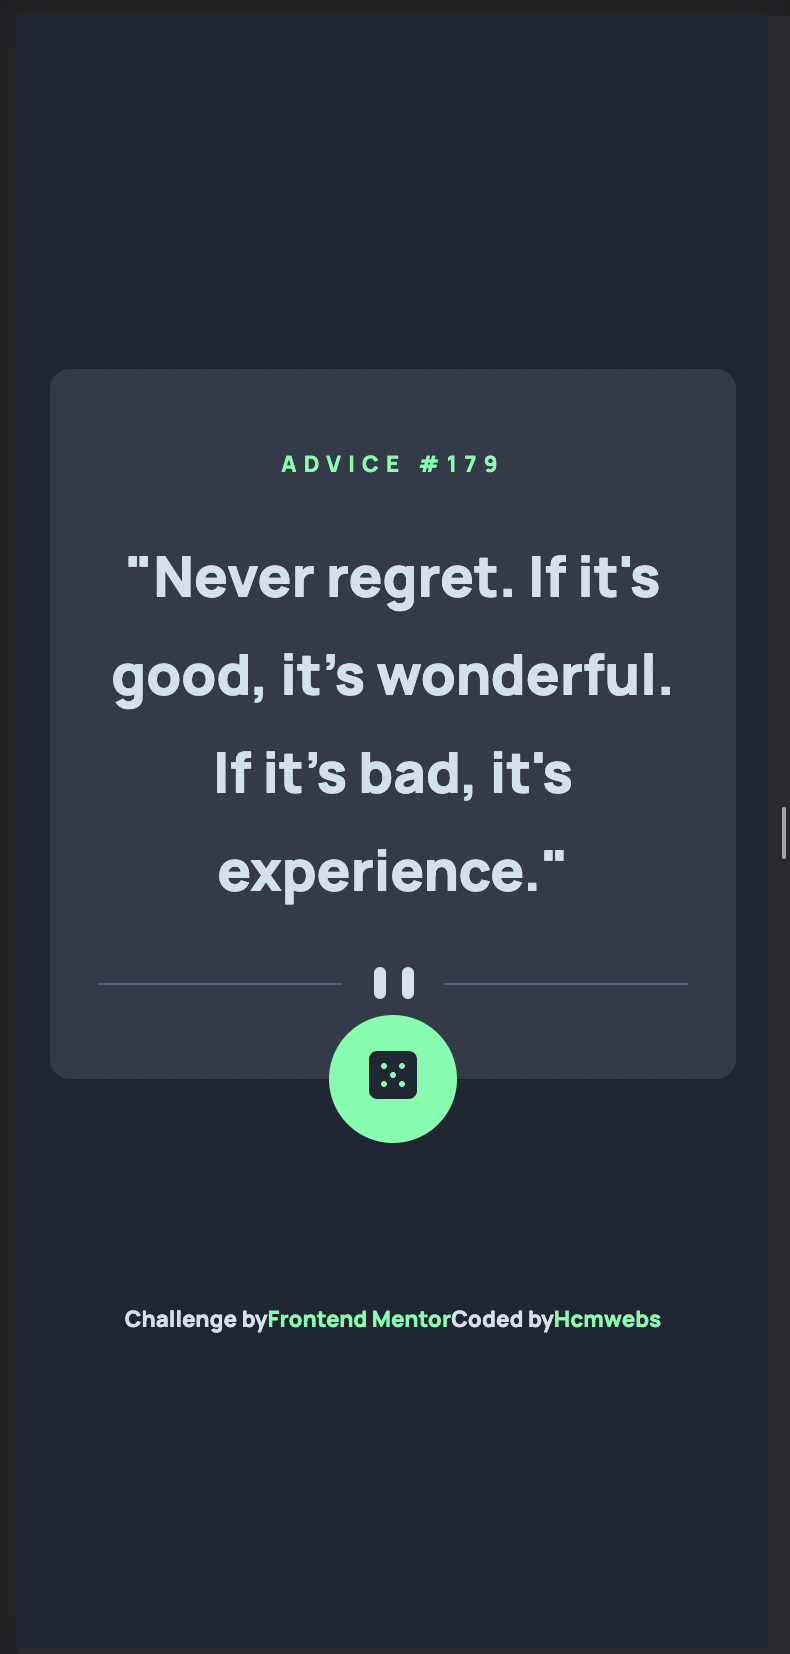 ADVICE #179
"Never regret. If it's
good, it’s wonderful.
If it’s bad, it's
experience."
Challenge byFrontend MentorCoded byHcmwebs